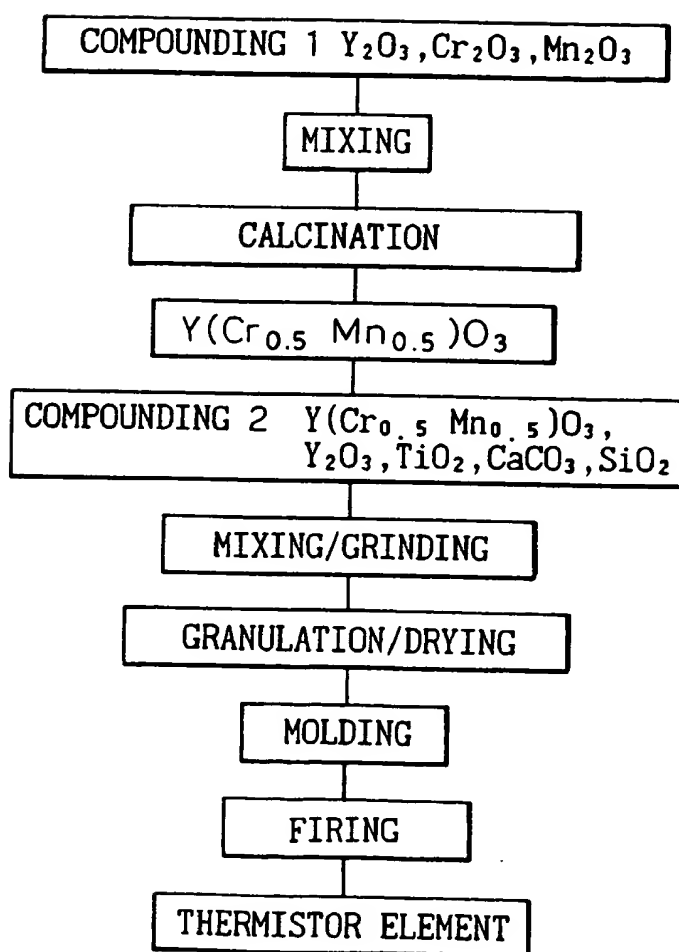 COMPOUNDING 1 Y₂O₃,Cr₂O₃,Mn₂O₃
MIXING
CALCINATION
Y(Cr₀.₅ Mn₀.₅)O₃
COMPOUNDING 2 Y(Cr₀.₅ Mn₀.₅)O₃,
Y₂O₃,TiO₂,CaCO₃,SiO₂
MIXING/GRINDING
GRANULATION/DRYING
MOLDING
FIRING
THERMISTOR ELEMENT